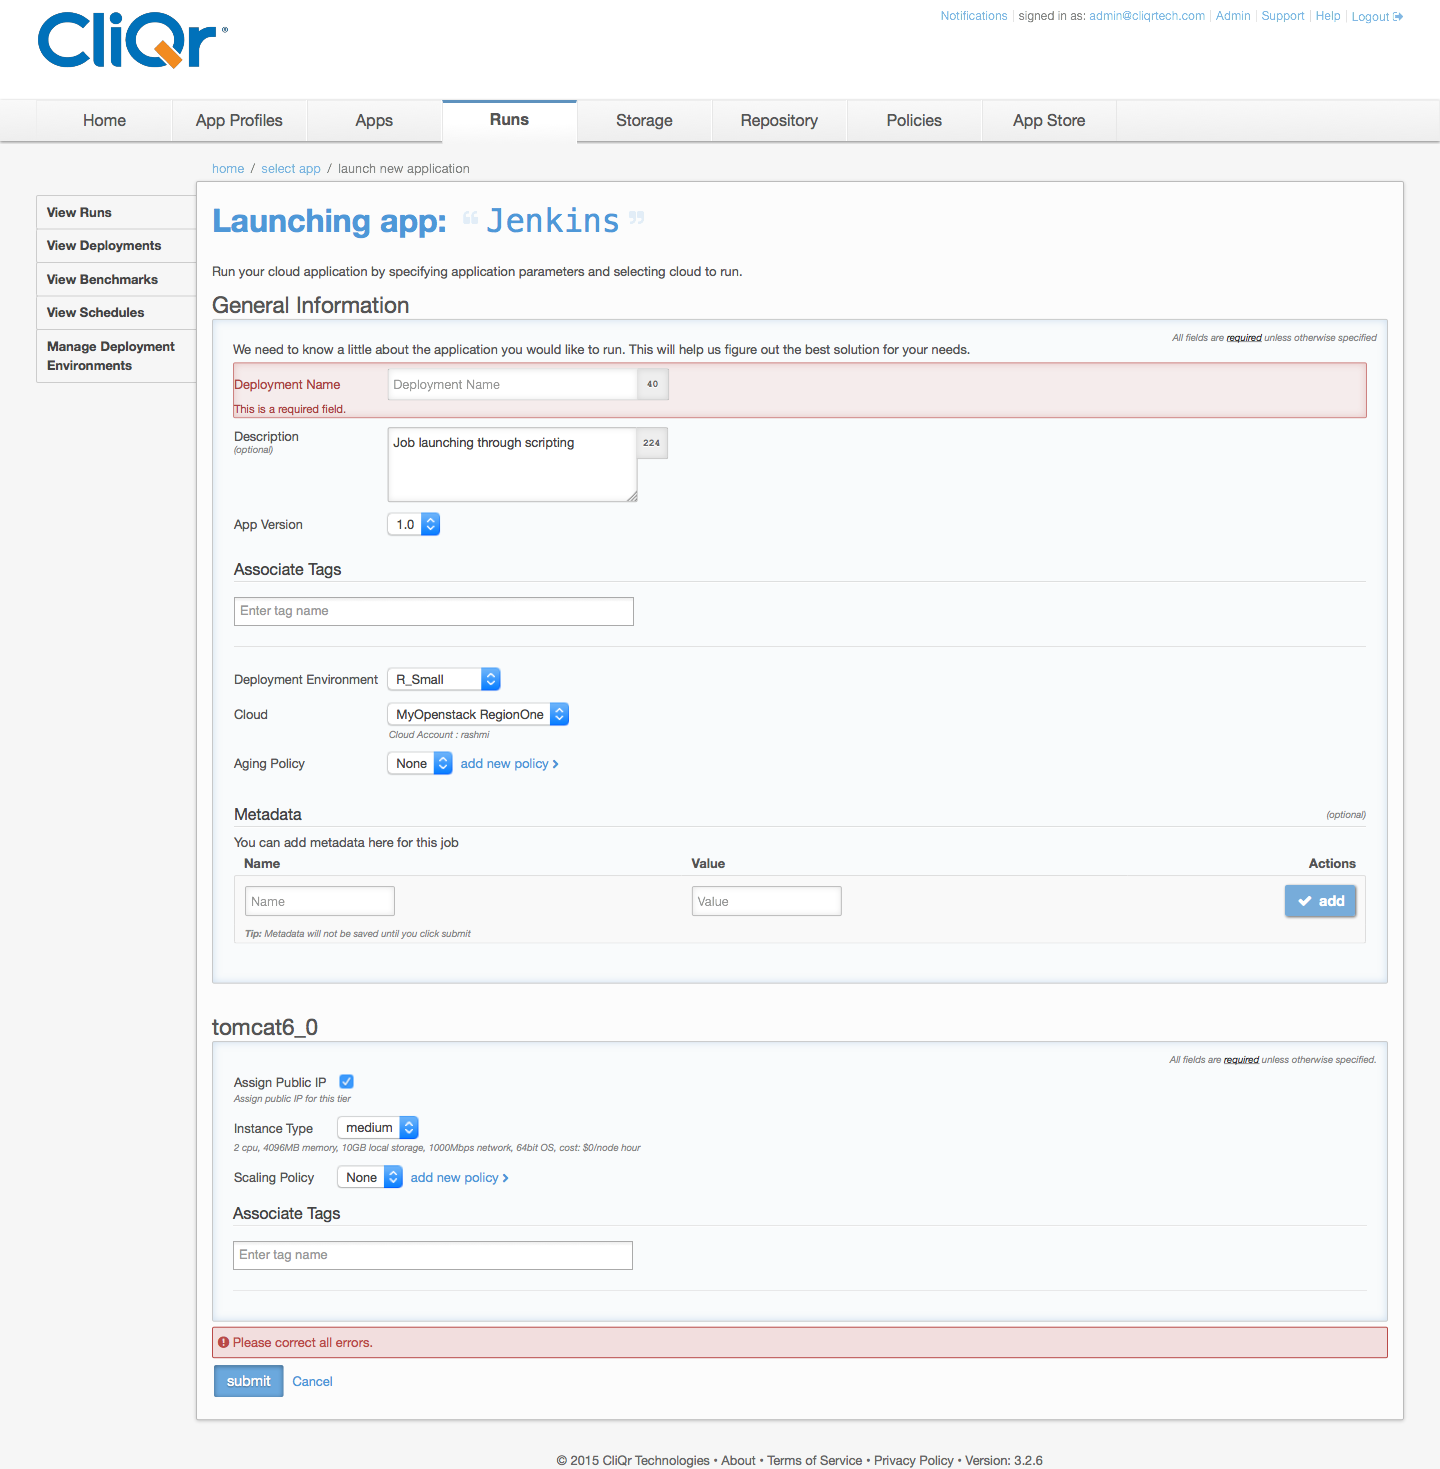 CliQr®
Notifications | signed in as: admin@cliqrtech.com | Admin | Support | Help | Logout
Home App Profiles Apps Runs Storage Repository Policies App Store
home / select app / launch new application
View Runs
View Deployments
View Benchmarks
View Schedules
Manage Deployment
Environments
Launching app: “ Jenkins ”
Run your cloud application by specifying application parameters and selecting cloud to run.
General Information
All fields are required unless otherwise specified
We need to know a little about the application you would like to run. This will help us figure out the best solution for your needs.
Deployment Name Deployment Name 40
This is a required field.
Description Job launching through scripting 224
(optional)
App Version 1.0
Associate Tags
Enter tag name
Deployment Environment R_Small
Cloud MyOpenstack RegionOne
Cloud Account : rashmi
Aging Policy None add new policy
Metadata (optional)
You can add metadata here for this job
Name Value Actions
Name Value add
Tip: Metadata will not be saved until you click submit
tomcat6_0
All fields are required unless otherwise specified.
Assign Public IP
Assign public IP for this tier
Instance Type medium
2 cpu, 4096MB memory, 10GB local storage, 1000Mbps network, 64bit OS, cost: $0/node hour
Scaling Policy None add new policy
Associate Tags
Enter tag name
Please correct all errors.
submit Cancel
© 2015 CliQr Technologies • About • Terms of Service • Privacy Policy • Version: 3.2.6